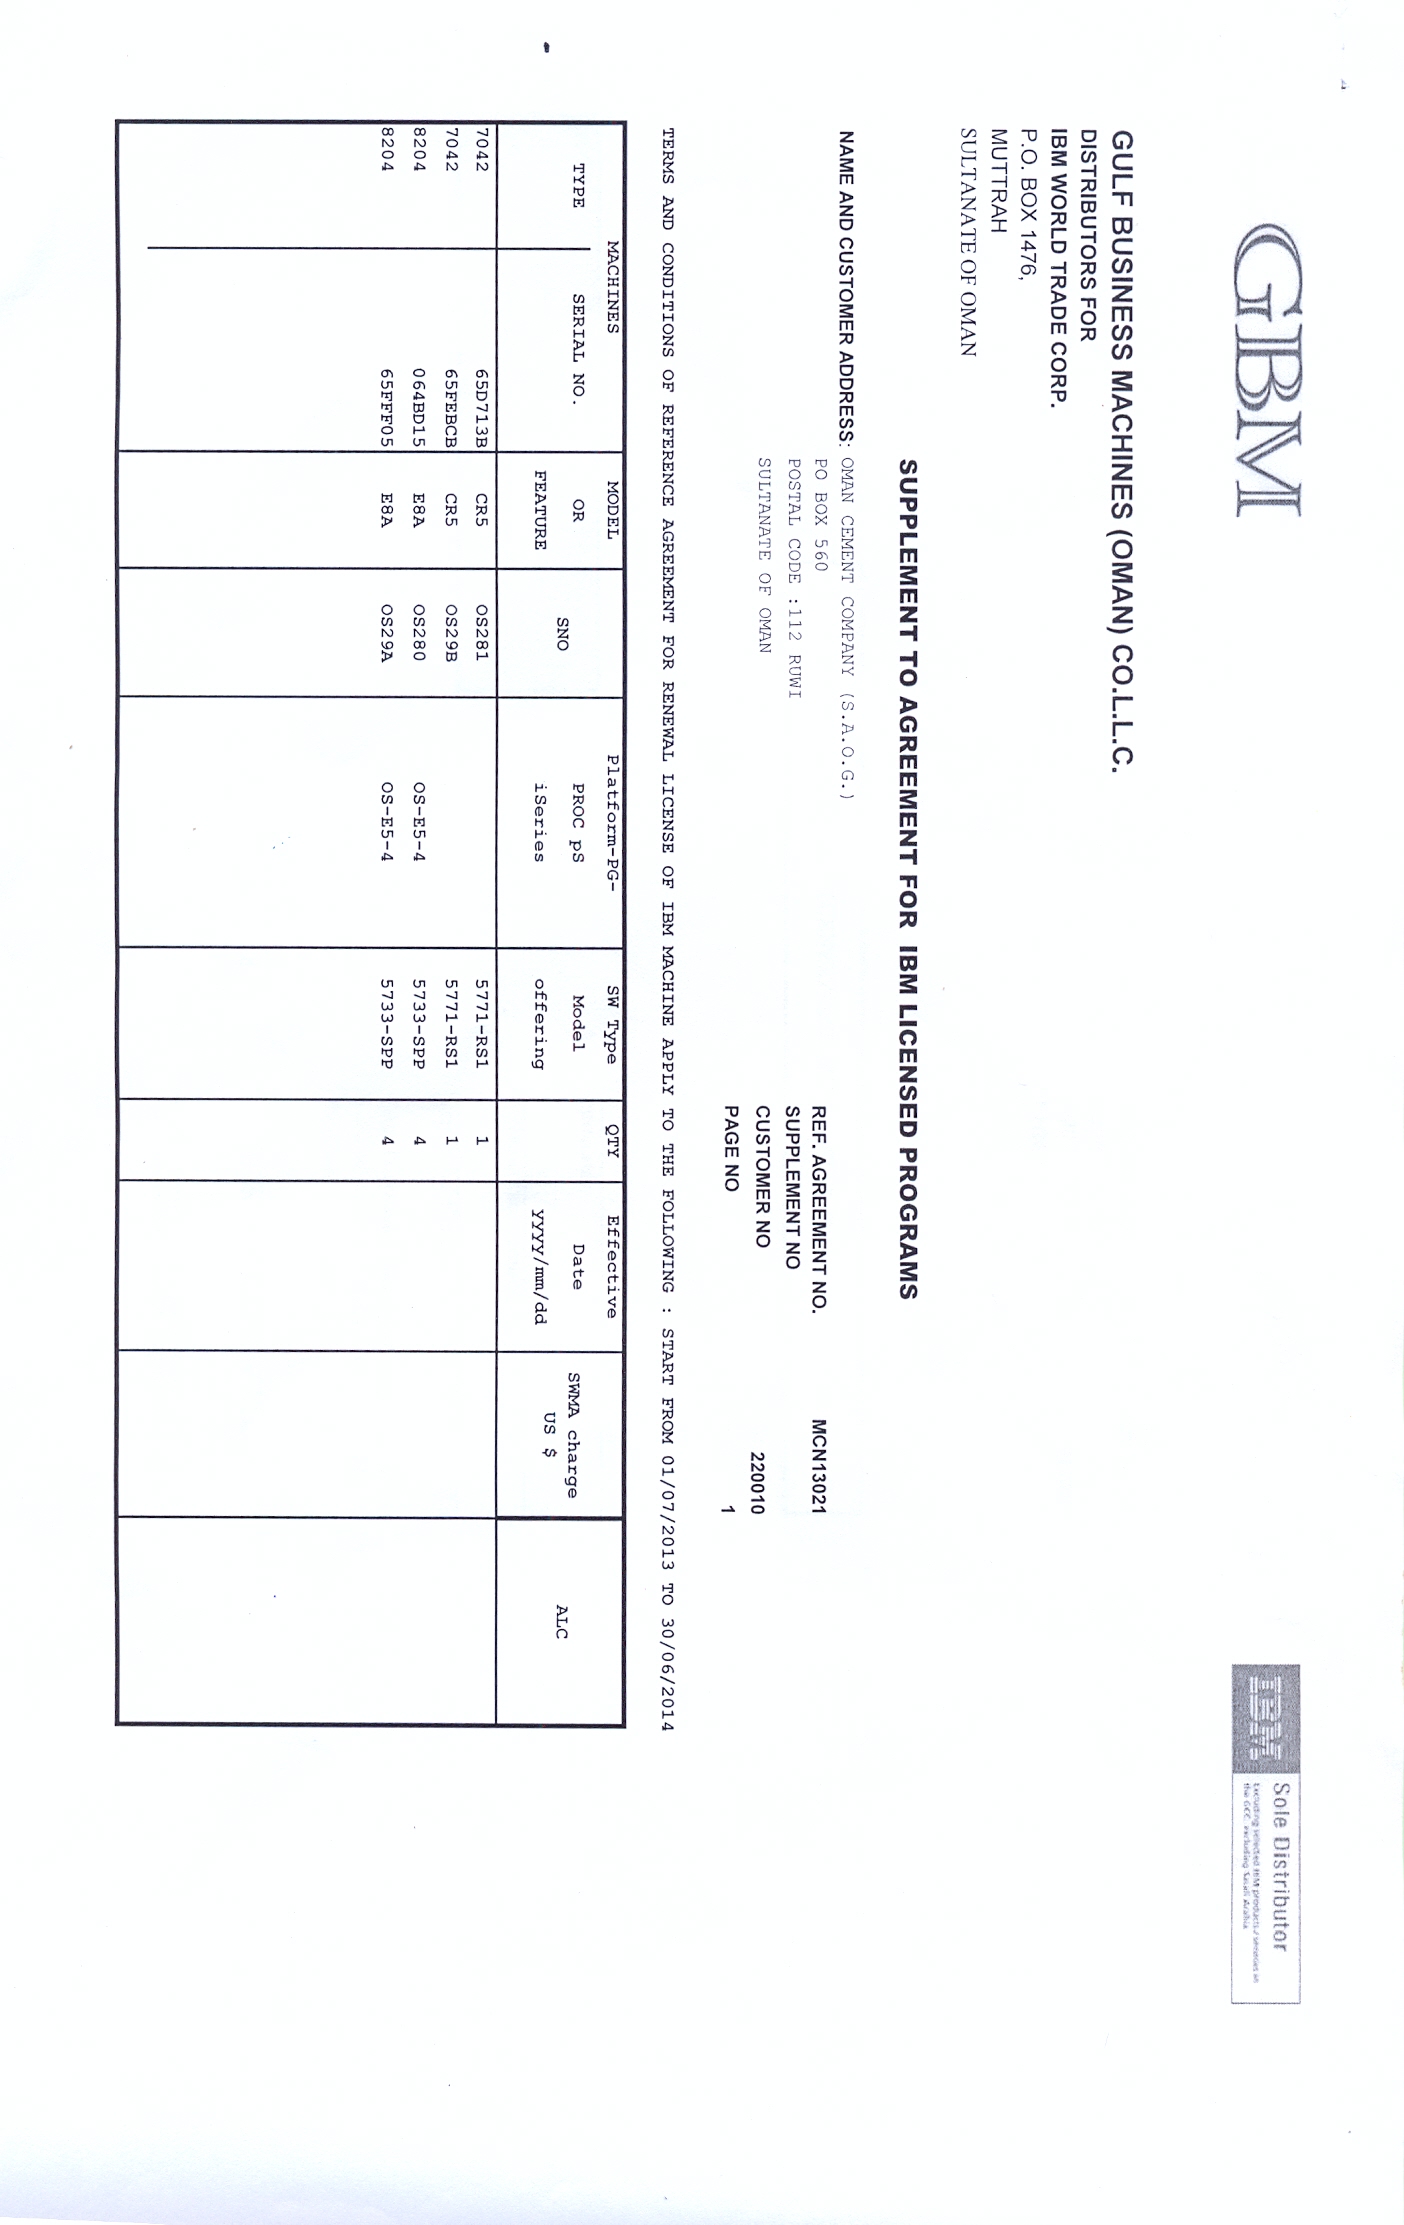 GBM
IBM
Sole Distributor
Excluding selected IBM products / services in
the GCC, excluding Saudi Arabia.
GULF BUSINESS MACHINES (OMAN) CO.L.L.C.
DISTRIBUTORS FOR
IBM WORLD TRADE CORP.
P.O. BOX 1476,
MUTTRAH
SULTANATE OF OMAN
SUPPLEMENT TO AGREEMENT FOR IBM LICENSED PROGRAMS
NAME AND CUSTOMER ADDRESS: OMAN CEMENT COMPANY (S.A.O.G.)
PO BOX 560
POSTAL CODE :112 RUWI
SULTANATE OF OMAN
REF. AGREEMENT NO. MCN13021
SUPPLEMENT NO
CUSTOMER NO 220010
PAGE NO 1
TERMS AND CONDITIONS OF REFERENCE AGREEMENT FOR RENEWAL LICENSE OF IBM MACHINE APPLY TO THE FOLLOWING : START FROM 01/07/2013 TO 30/06/2014
MACHINES MODEL Platform-PG- SW Type QTY Effective
TYPE SERIAL NO. OR SNO PROC pS Model Date SWMA charge ALC
FEATURE iSeries offering yyyy/mm/dd US $
7042 65D713B CR5 OS281 5771-RS1 1
7042 65FEBCB CR5 OS29B 5771-RS1 1
8204 064BD15 E8A OS280 OS-E5-4 5733-SPP 4
8204 65FFF05 E8A OS29A OS-E5-4 5733-SPP 4